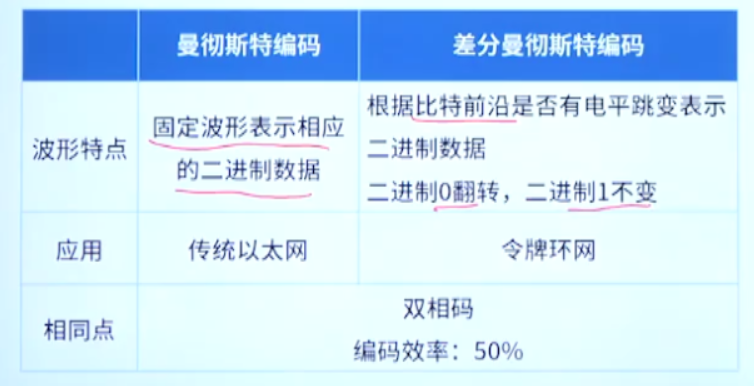 曼彻斯特编码
差分曼彻斯特编码
波形特点
固定波形表示相应
的二进制数据
根据比特前沿是否有电平跳变表示
二进制数据
二进制0翻转，二进制1不变
应用
传统以太网
令牌环网
相同点
双相码
编码效率：50%